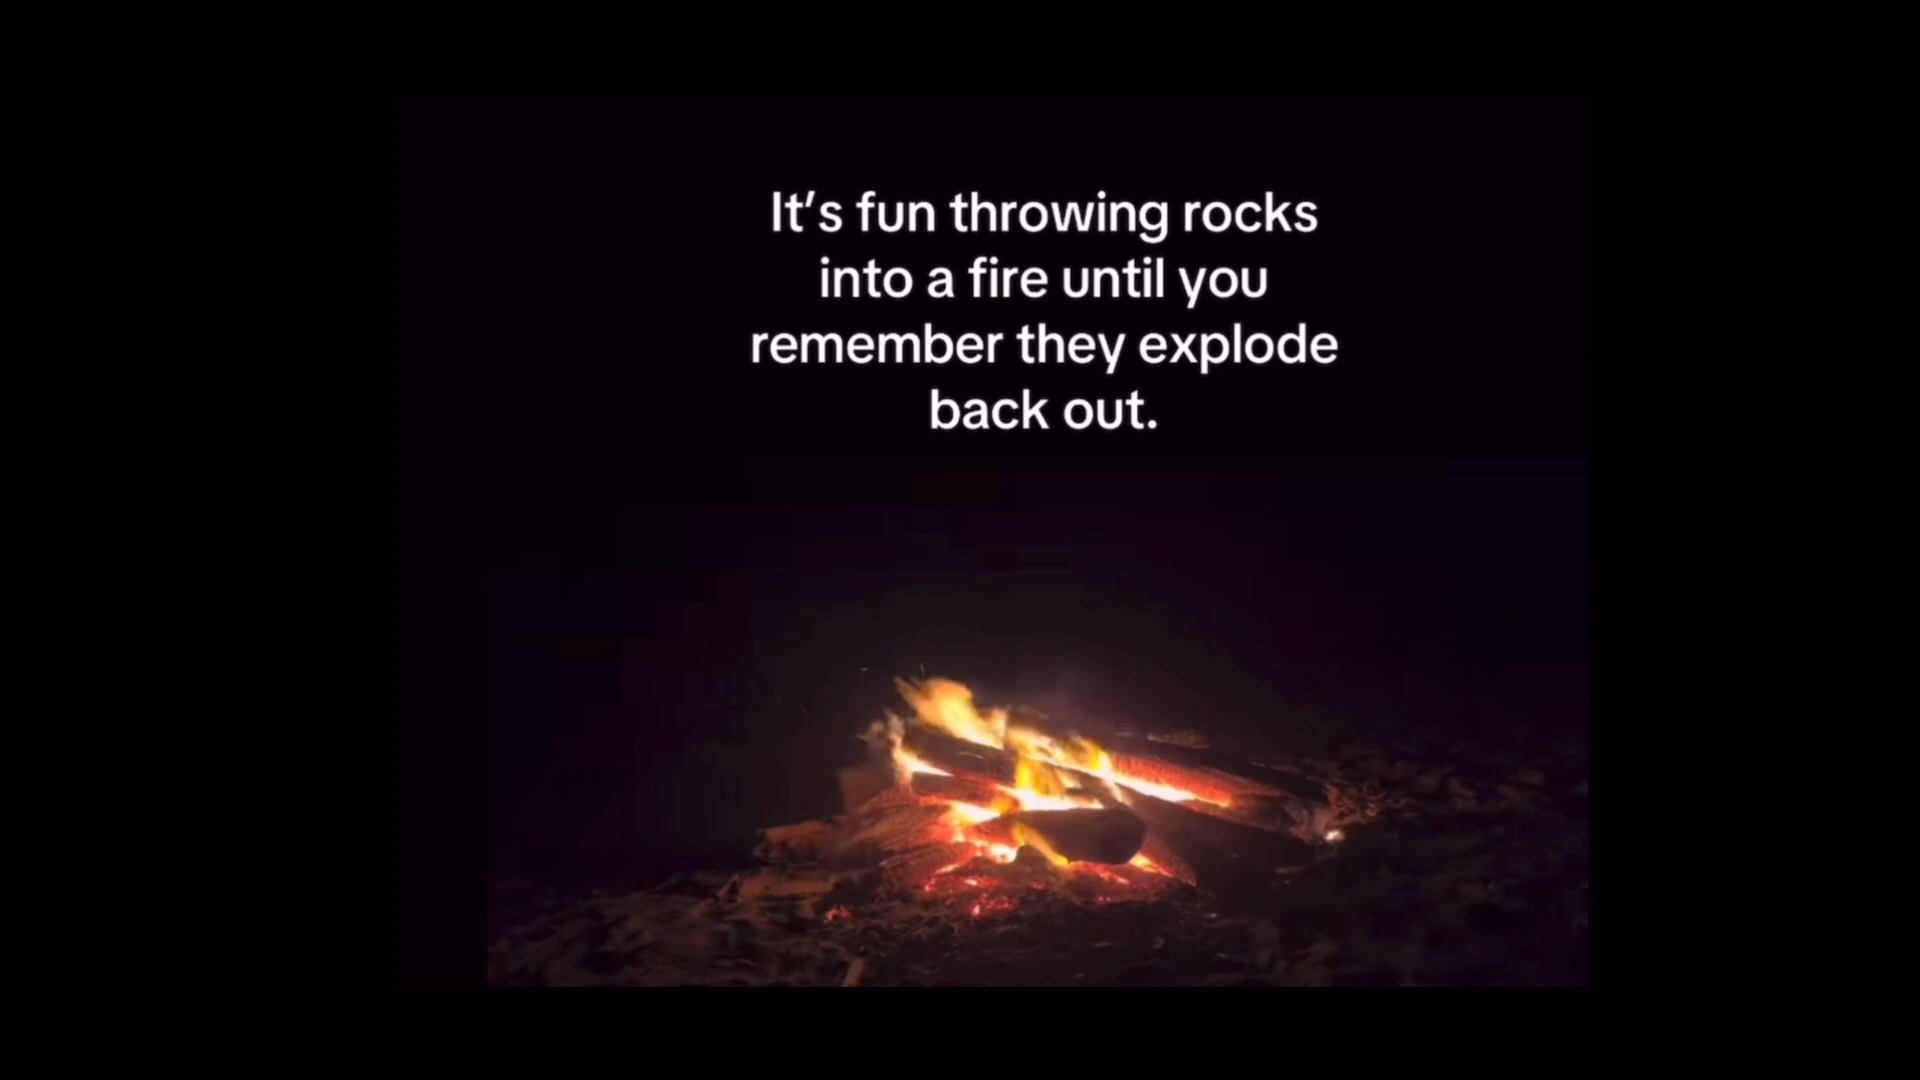 It’s fun throwing rocks
into a fire until you
remember they explode
back out.